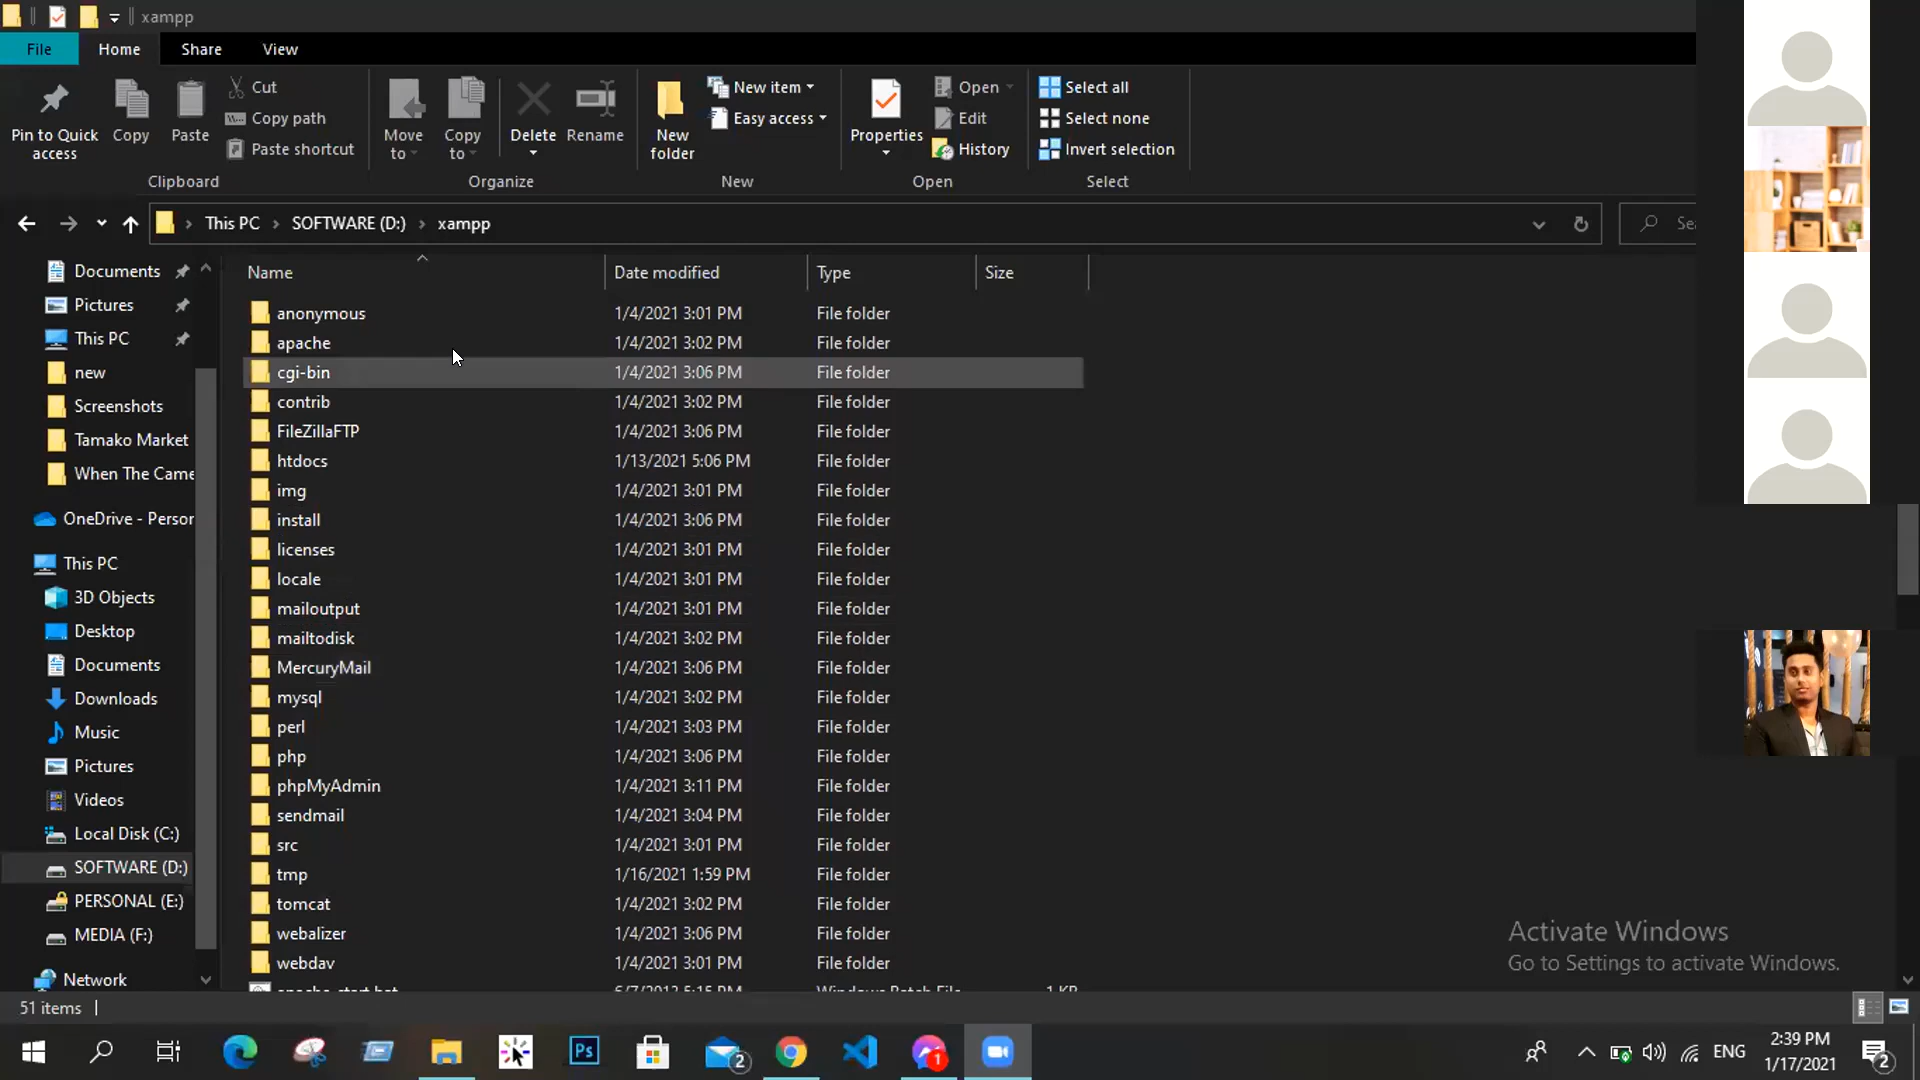 xampp
File Home Share View
Pin to Quick access
Copy
Paste
Cut
Copy path
Paste shortcut
Clipboard
Move to
Copy to
Delete
Rename
Organize
New folder
New item
Easy access
New
Properties
Open
Edit
History
Open
Select all
Select none
Invert selection
Select
This PC SOFTWARE (D:) xampp
Documents
Pictures
This PC
new
Screenshots
Tamako Market
When The Came
OneDrive - Person
This PC
3D Objects
Desktop
Documents
Downloads
Music
Pictures
Videos
Local Disk (C:)
SOFTWARE (D:)
PERSONAL (E:)
MEDIA (F:)
Network
Name Date modified Type Size
anonymous 1/4/2021 3:01 PM File folder
apache 1/4/2021 3:02 PM File folder
cgi-bin 1/4/2021 3:06 PM File folder
contrib 1/4/2021 3:02 PM File folder
FileZillaFTP 1/4/2021 3:06 PM File folder
htdocs 1/13/2021 5:06 PM File folder
img 1/4/2021 3:01 PM File folder
install 1/4/2021 3:06 PM File folder
licenses 1/4/2021 3:01 PM File folder
locale 1/4/2021 3:01 PM File folder
mailoutput 1/4/2021 3:01 PM File folder
mailtodisk 1/4/2021 3:02 PM File folder
MercuryMail 1/4/2021 3:06 PM File folder
mysql 1/4/2021 3:02 PM File folder
perl 1/4/2021 3:03 PM File folder
php 1/4/2021 3:06 PM File folder
phpMyAdmin 1/4/2021 3:11 PM File folder
sendmail 1/4/2021 3:04 PM File folder
src 1/4/2021 3:01 PM File folder
tmp 1/16/2021 1:59 PM File folder
tomcat 1/4/2021 3:02 PM File folder
webalizer 1/4/2021 3:06 PM File folder
webdav 1/4/2021 3:01 PM File folder
Activate Windows
Go to Settings to activate Windows.
51 items
Ps
2
1
ENG
2:39 PM
1/17/2021
2